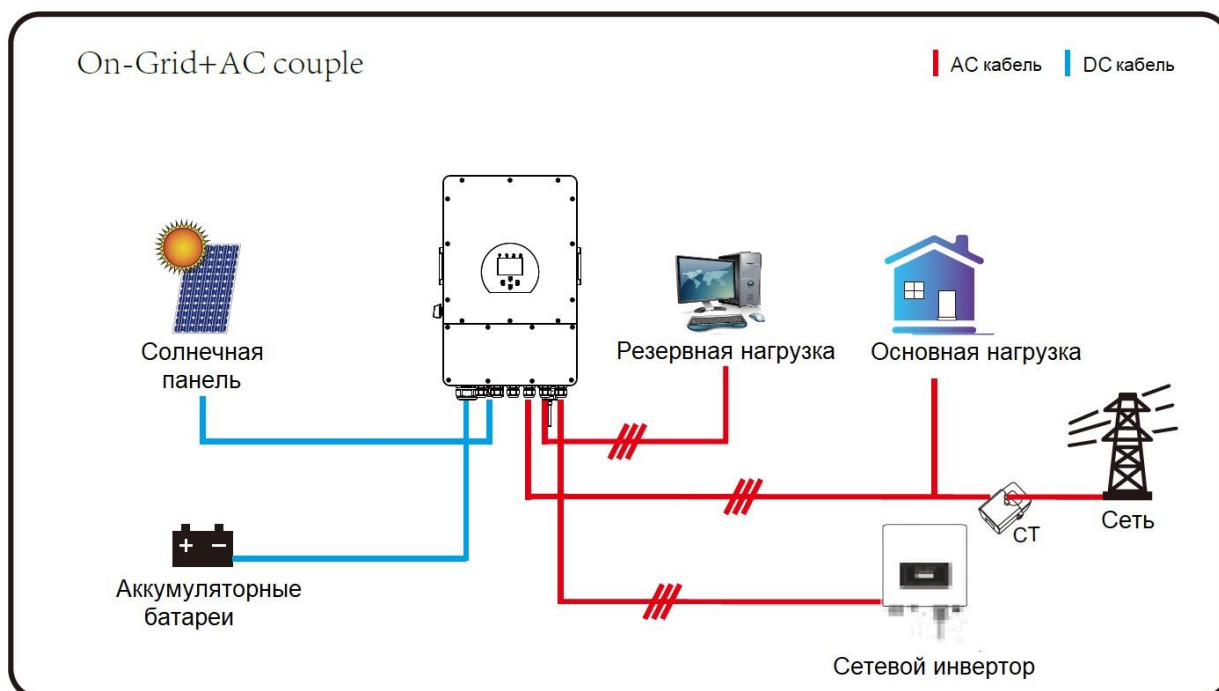 On-Grid+AC couple
AC кабель
DC кабель
Солнечная
панель
Резервная нагрузка
Основная нагрузка
Сеть
CT
Аккумуляторные
батареи
Сетевой инвертор